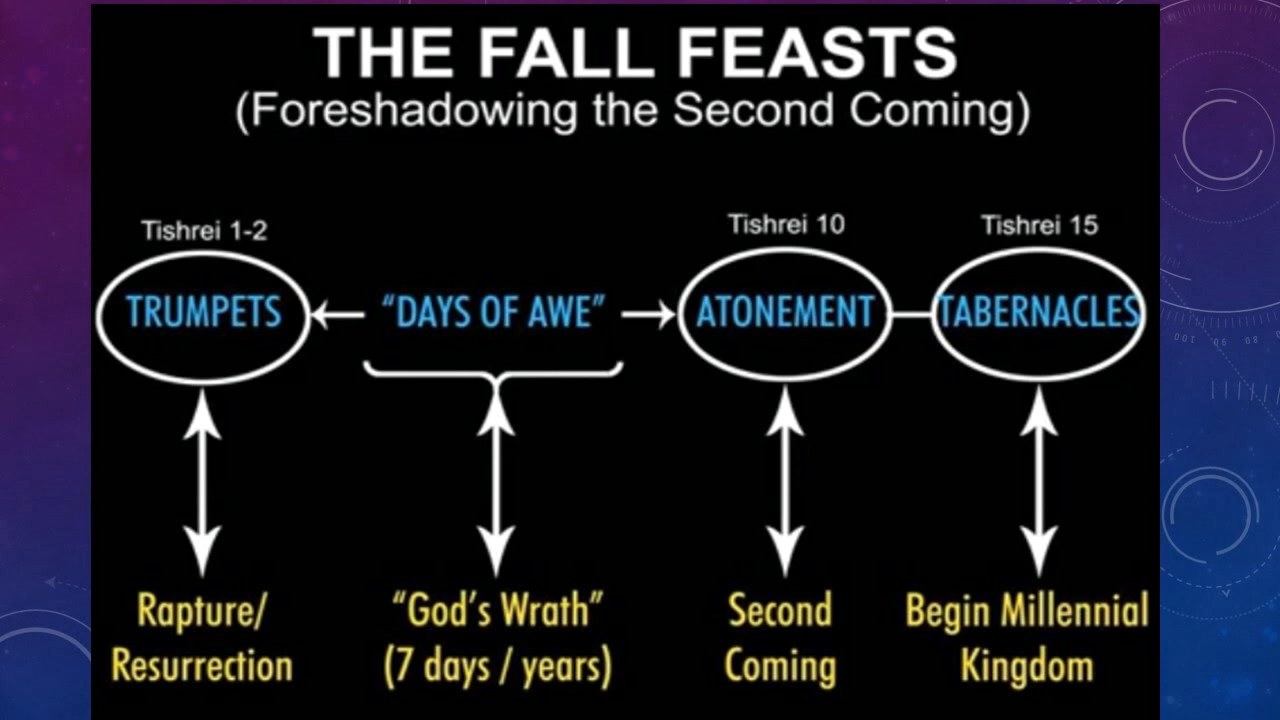 THE FALL FEASTS
(Foreshadowing the Second Coming)
Tishrei 1-2
Tishrei 10
Tishrei 15
TRUMPETS
“DAYS OF AWE”
ATONEMENT
TABERNACLES
Rapture/
Resurrection
“God’s Wrath”
(7 days / years)
Second
Coming
Begin Millennial
Kingdom